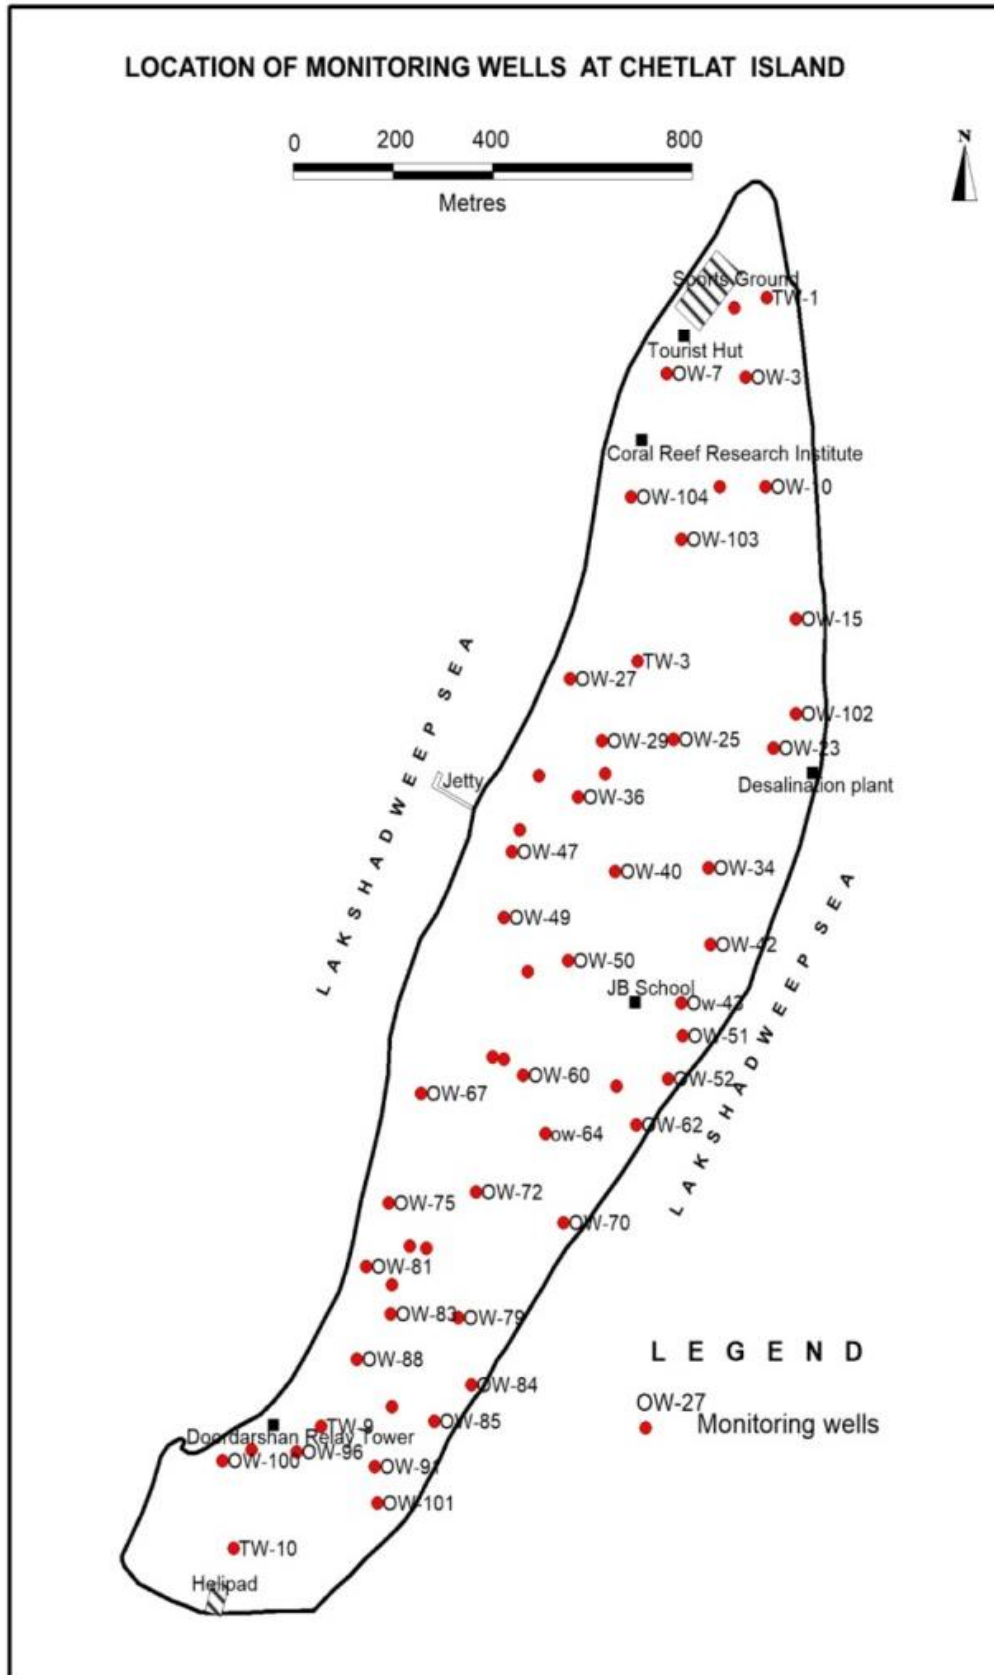 LOCATION OF MONITORING WELLS AT CHETLAT ISLAND
0 200 400 800
Metres
N
Sports Ground
TW-1
Tourist Hut
OW-7
OW-3
Coral Reef Research Institute
OW-104
OW-10
OW-103
OW-15
TW-3
OW-27
OW-102
OW-29
OW-25
OW-23
Jetty
Desalination plant
OW-36
LAKSHADWEEP SEA
OW-47
OW-40
OW-34
OW-49
OW-42
OW-50
JB School
Ow-43
OW-51
LAKSHADWEEP SEA
OW-60
OW-52
OW-67
OW-62
ow-64
OW-72
OW-75
OW-70
OW-81
OW-83
OW-79
OW-88
OW-84
OW-85
TW-9
Doordarshan Relay Tower
OW-96
OW-100
OW-91
OW-101
TW-10
Helipad
LEGEND
OW-27
Monitoring wells